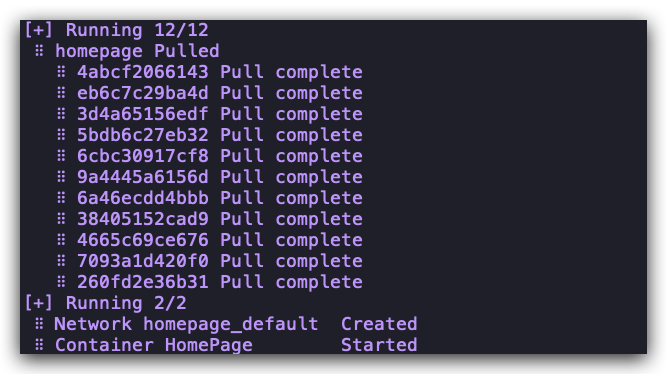 [+] Running 12/12
⠿ homepage Pulled
⠿ 4abcf2066143 Pull complete
⠿ eb6c7c29ba4d Pull complete
⠿ 3d4a65156edf Pull complete
⠿ 5bdb6c27eb32 Pull complete
⠿ 6cbc30917cf8 Pull complete
⠿ 9a4445a6156d Pull complete
⠿ 6a46ecdd4bbb Pull complete
⠿ 38405152cad9 Pull complete
⠿ 4665c69ce676 Pull complete
⠿ 7093a1d420f0 Pull complete
⠿ 260fd2e36b31 Pull complete
[+] Running 2/2
⠿ Network homepage_default  Created
⠿ Container HomePage        Started